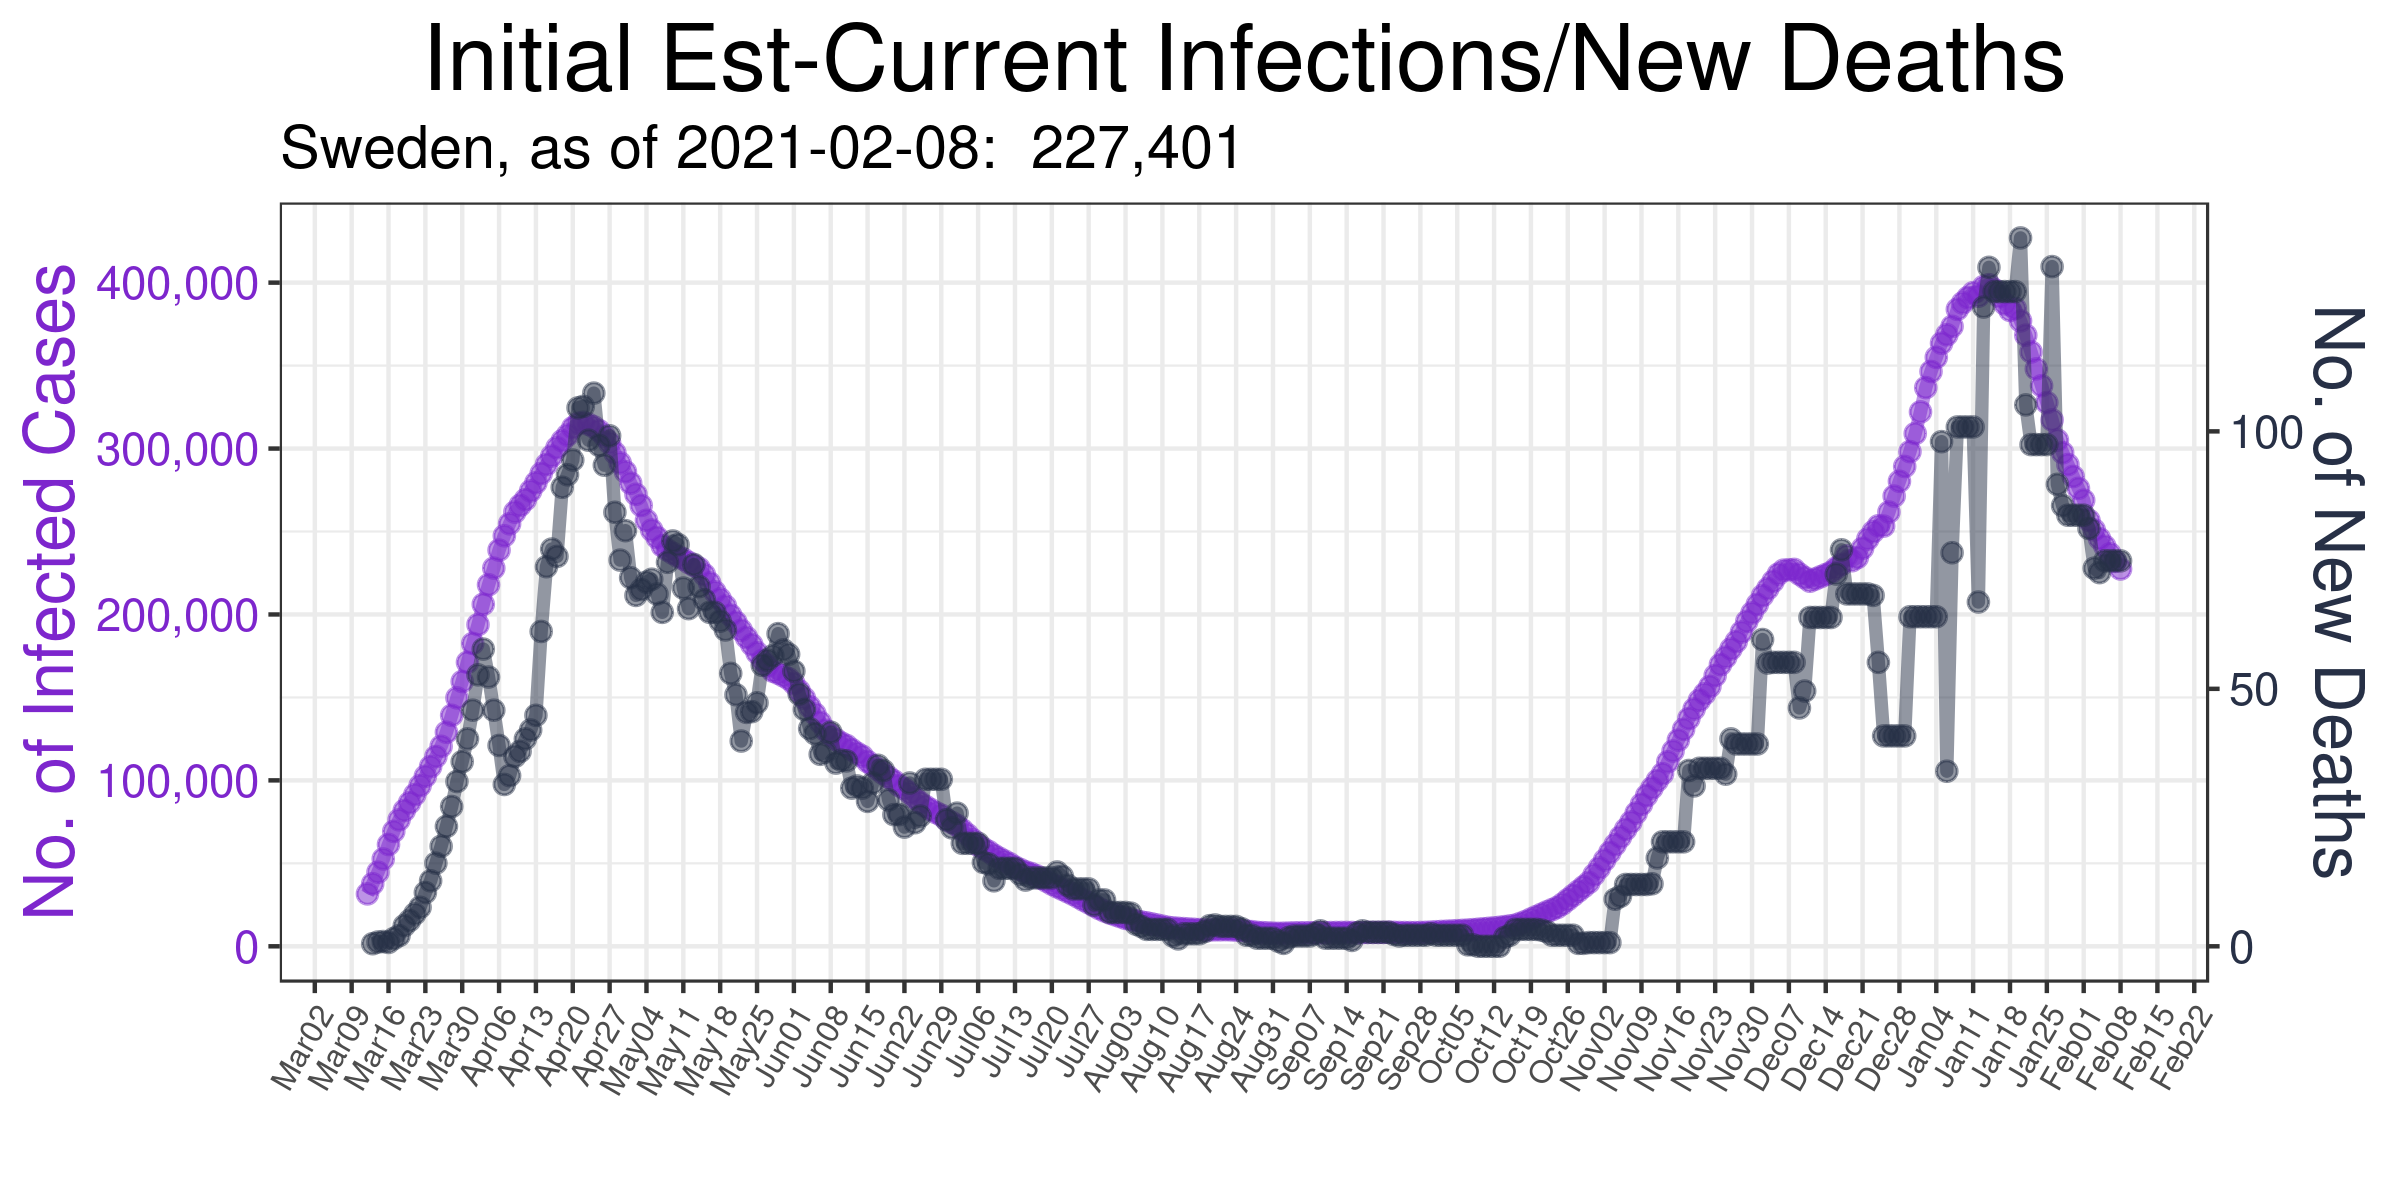 Initial Est-Current Infections/New Deaths
Sweden, as of 2021-02-08:  227,401
No. of Infected Cases
400,000
300,000
200,000
100,000
0
No. of New Deaths
100
50
0
Mar02
Mar09
Mar16
Mar23
Mar30
Apr06
Apr13
Apr20
Apr27
May04
May11
May18
May25
Jun01
Jun08
Jun15
Jun22
Jun29
Jul06
Jul13
Jul20
Jul27
Aug03
Aug10
Aug17
Aug24
Aug31
Sep07
Sep14
Sep21
Sep28
Oct05
Oct12
Oct19
Oct26
Nov02
Nov09
Nov16
Nov23
Nov30
Dec07
Dec14
Dec21
Dec28
Jan04
Jan11
Jan18
Jan25
Feb01
Feb08
Feb15
Feb22